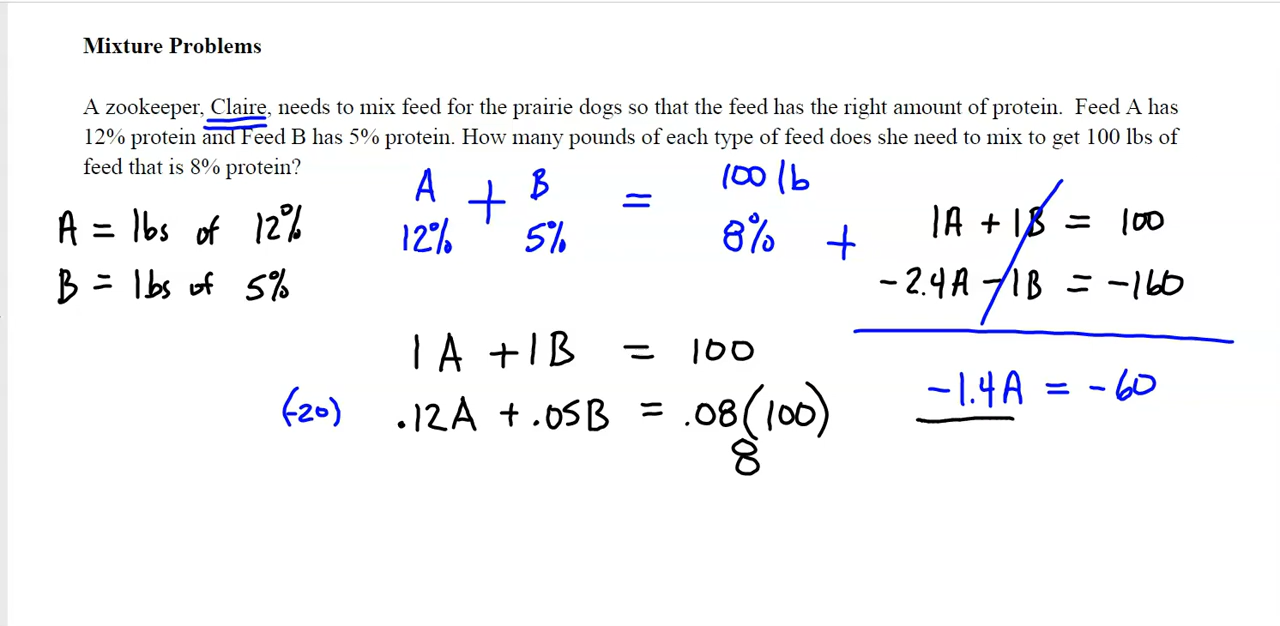 Mixture Problems
A zookeeper, Claire, needs to mix feed for the prairie dogs so that the feed has the right amount of protein. Feed A has
12% protein and Feed B has 5% protein. How many pounds of each type of feed does she need to mix to get 100 lbs of
feed that is 8% protein?
A + B = 100 lb
12% 5% 8%
A = lbs of 12%
B = lbs of 5%
1A + 1B = 100
(-20) .12A + .05B = .08(100)
8
+ 1A + 1B = 100
-2.4A - 1B = -160
-1.4A = -60